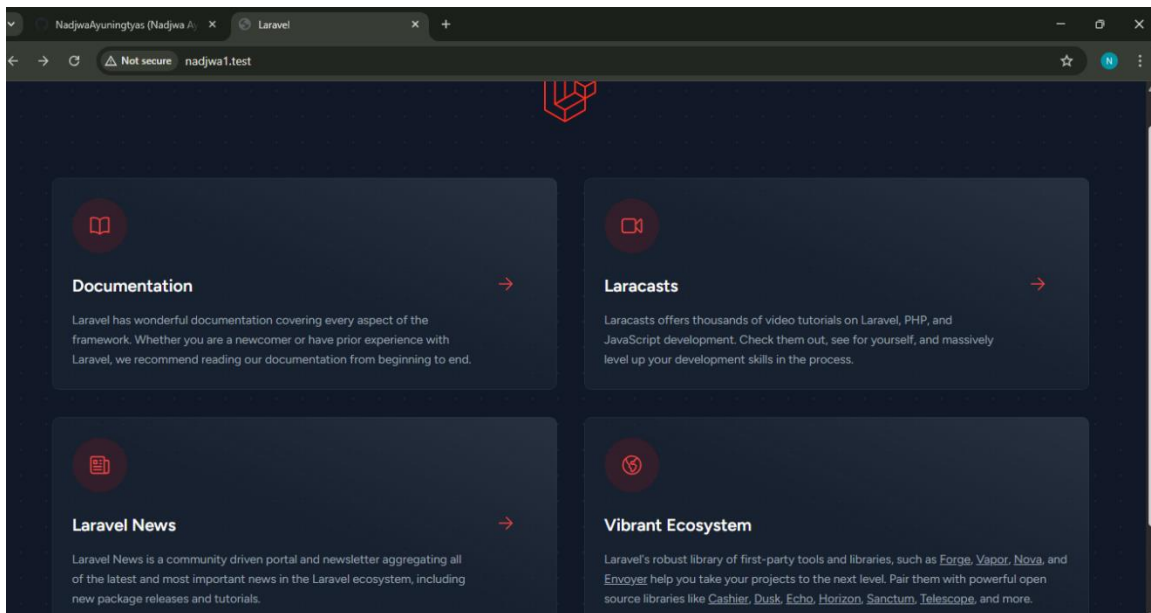 NadjwaAyuningtyas (Nadjwa Ay
Laravel
Not secure
nadjwa1.test
N
Documentation
Laravel has wonderful documentation covering every aspect of the
framework. Whether you are a newcomer or have prior experience with
Laravel, we recommend reading our documentation from beginning to end.
Laracasts
Laracasts offers thousands of video tutorials on Laravel, PHP, and
JavaScript development. Check them out, see for yourself, and massively
level up your development skills in the process.
Laravel News
Laravel News is a community driven portal and newsletter aggregating all
of the latest and most important news in the Laravel ecosystem, including
new package releases and tutorials.
Vibrant Ecosystem
Laravel's robust library of first-party tools and libraries, such as Forge, Vapor, Nova, and
Envoyer help you take your projects to the next level. Pair them with powerful open
source libraries like Cashier, Dusk, Echo, Horizon, Sanctum, Telescope, and more.